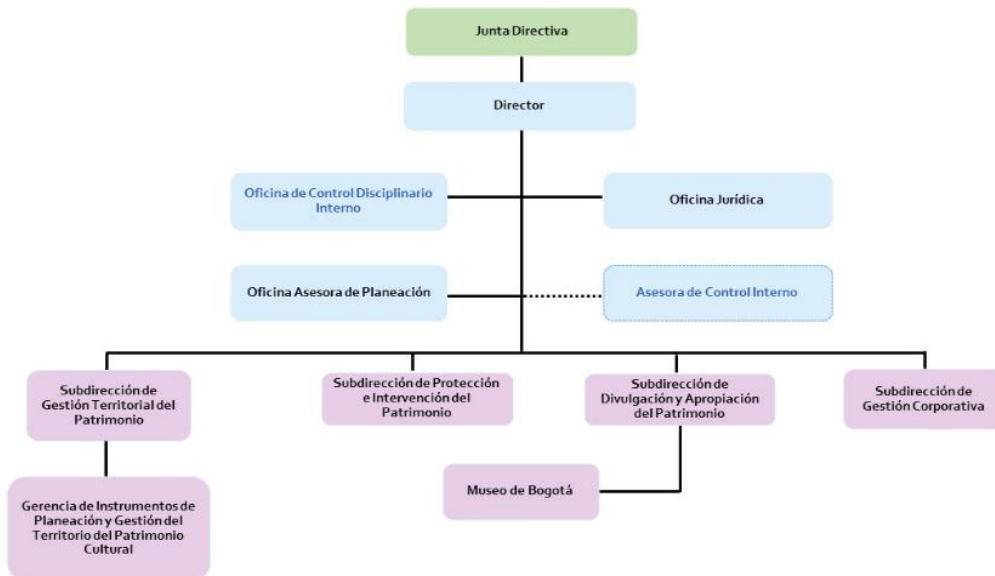 Junta Directiva
Director
Oficina de Control Disciplinario
Interno
Oficina Jurídica
Oficina Asesora de Planeación
Asesora de Control Interno
Subdirección de
Gestión Territorial del
Patrimonio
Subdirección de Protección
e Intervención del
Patrimonio
Subdirección de
Divulgación y Apropiación
del Patrimonio
Subdirección de
Gestión Corporativa
Gerencia de Instrumentos de
Planeación y Gestión del
Territorio del Patrimonio
Cultural
Museo de Bogotá